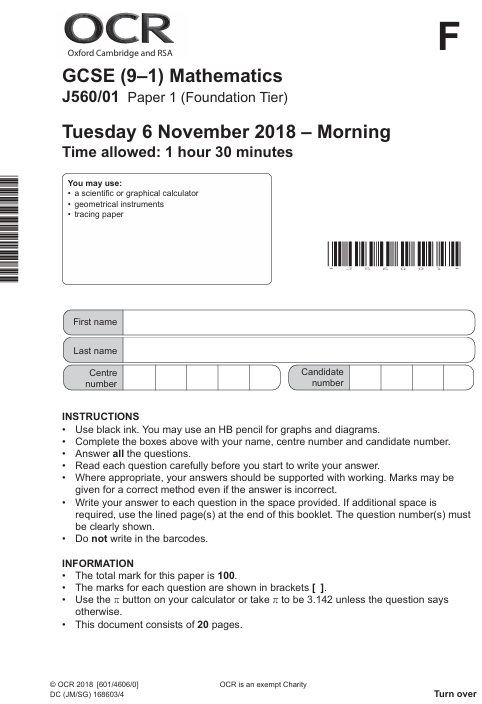 OCR
Oxford Cambridge and RSA
F
GCSE (9–1) Mathematics
J560/01 Paper 1 (Foundation Tier)
Tuesday 6 November 2018 – Morning
Time allowed: 1 hour 30 minutes
You may use:
• a scientific or graphical calculator
• geometrical instruments
• tracing paper
First name
Last name
Centre
number
Candidate
number
INSTRUCTIONS
• Use black ink. You may use an HB pencil for graphs and diagrams.
• Complete the boxes above with your name, centre number and candidate number.
• Answer all the questions.
• Read each question carefully before you start to write your answer.
• Where appropriate, your answers should be supported with working. Marks may be
given for a correct method even if the answer is incorrect.
• Write your answer to each question in the space provided. If additional space is
required, use the lined page(s) at the end of this booklet. The question number(s) must
be clearly shown.
• Do not write in the barcodes.
INFORMATION
• The total mark for this paper is 100.
• The marks for each question are shown in brackets [ ].
• Use the π button on your calculator or take π to be 3.142 unless the question says
otherwise.
• This document consists of 20 pages.
© OCR 2018 [601/4606/0]
DC (JM/SG) 168603/4
OCR is an exempt Charity
Turn over